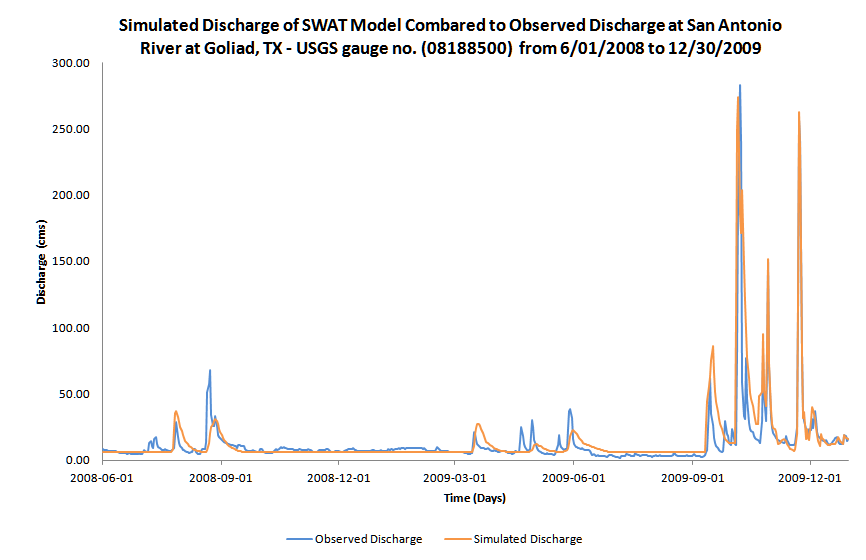 Simulated Discharge of SWAT Model Combared to Observed Discharge at San Antonio
River at Goliad, TX - USGS gauge no. (08188500) from 6/01/2008 to 12/30/2009
300.00
250.00
200.00
150.00
100.00
50.00
0.00
Discharge (cms)
2008-06-01 2008-09-01 2008-12-01 2009-03-01 2009-06-01 2009-09-01 2009-12-01
Time (Days)
Observed Discharge Simulated Discharge